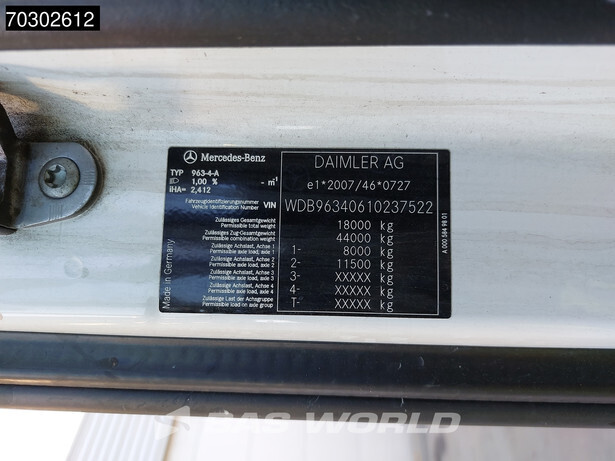 70302612
Mercedes-Benz
TYP 963-4-A
1,00 % - m⁻¹
iHA= 2,412
DAIMLER AG
e1*2007/46*0727
Fahrzeugidentifizierungsnummer
Vehicle Identification Number VIN WDB96340610237522
Zulässiges Gesamtgewicht
Permissible total weight 18000 kg
Zulässiges Zug-Gesamtgewicht
Permissible combination weight 44000 kg
Zulässige Achslast, Achse 1
Permissible axle load, axle 1 1- 8000 kg
Zulässige Achslast, Achse 2
Permissible axle load, axle 2 2- 11500 kg
Zulässige Achslast, Achse 3
Permissible axle load, axle 3 3- XXXXX kg
Zulässige Achslast, Achse 4
Permissible axle load, axle 4 4- XXXXX kg
Zulässige Last der Achsgruppe
Permissible load on axle group T- XXXXX kg
Made in Germany
BAS WORLD